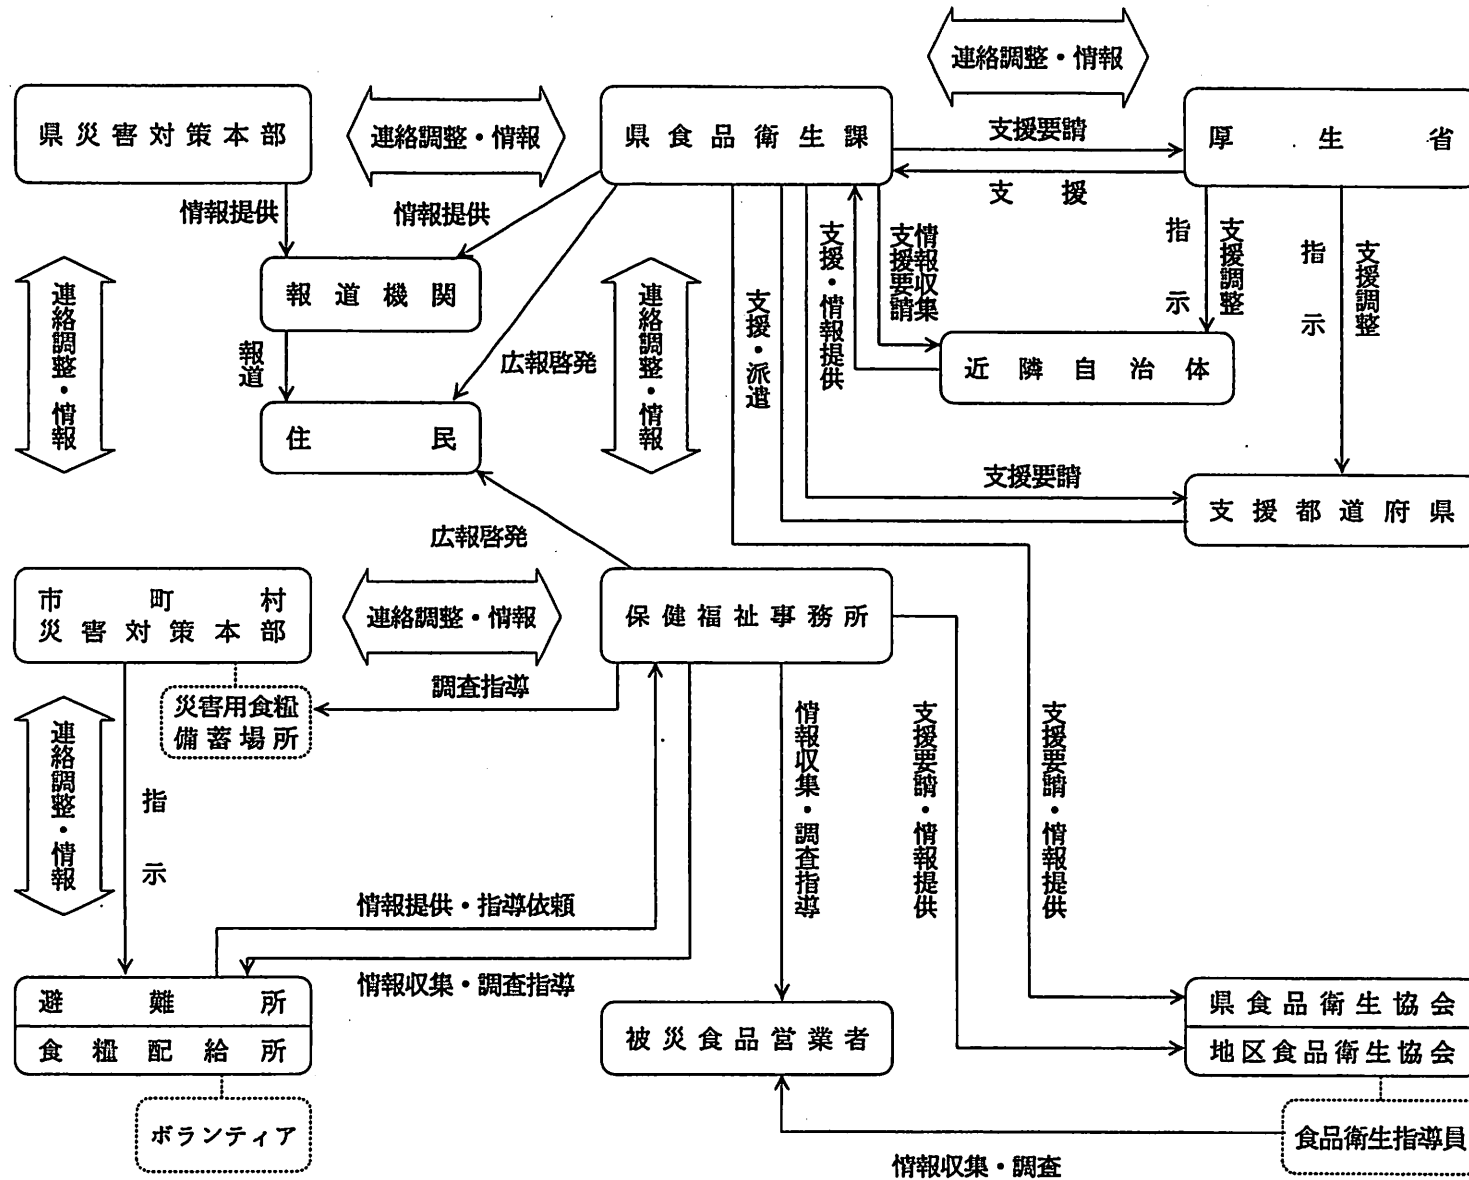 連絡調整・情報
県災害対策本部
連絡調整・情報
県食品衛生課
支援要請
支援
厚生省
情報提供
情報提供
支援・情報提供
支援要請
情報収集
指示
支援調整
指示
支援調整
連絡調整・情報
報道機関
連絡調整・情報
支援・派遣
報道
広報啓発
近隣自治体
住民
支援要請
支援都道府県
広報啓発
市町村
災害対策本部
連絡調整・情報
保健福祉事務所
調査指導
災害用食糧
備蓄場所
連絡調整・情報
指示
情報収集・調査指導
支援要請・情報提供
支援要請・情報提供
情報提供・指導依頼
情報収集・調査指導
避難所
食糧配給所
被災食品営業者
県食品衛生協会
地区食品衛生協会
ボランティア
食品衛生指導員
情報収集・調査